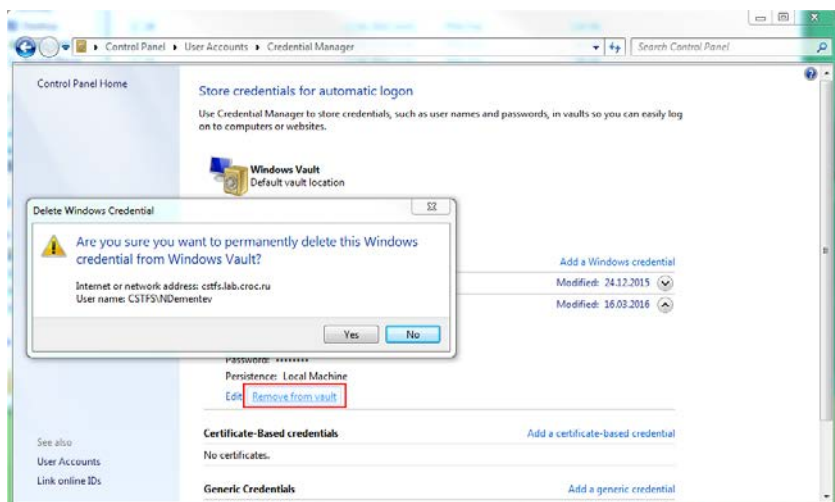 Control Panel ▸ User Accounts ▸ Credential Manager
Search Control Panel
Control Panel Home
Store credentials for automatic logon
Use Credential Manager to store credentials, such as user names and passwords, in vaults so you can easily log
on to computers or websites.
Windows Vault
Default vault location
Delete Windows Credential
Are you sure you want to permanently delete this Windows
credential from Windows Vault?
Internet or network address: cstfs.lab.croc.ru
User name: CSTFS\NDementev
Yes No
Add a Windows credential
Modified: 24.12.2015
Modified: 16.03.2016
Password: ••••••••
Persistence: Local Machine
Edit Remove from vault
Certificate-Based credentials Add a certificate-based credential
No certificates.
Generic Credentials Add a generic credential
See also
User Accounts
Link online IDs